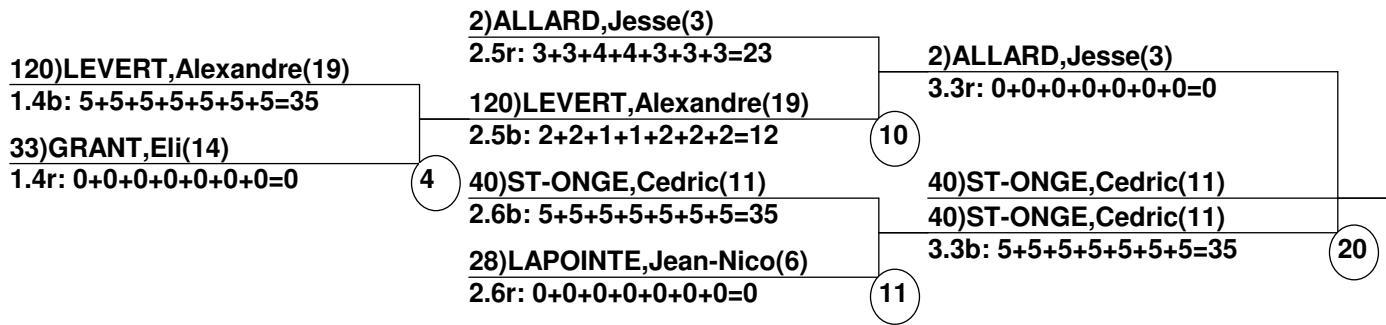 120)LEVERT,Alexandre(19)
1.4b: 5+5+5+5+5+5+5=35
33)GRANT,Eli(14)
1.4r: 0+0+0+0+0+0+0=0
4
2)ALLARD,Jesse(3)
2.5r: 3+3+4+4+3+3+3=23
120)LEVERT,Alexandre(19)
2.5b: 2+2+1+1+2+2+2=12
10
40)ST-ONGE,Cedric(11)
2.6b: 5+5+5+5+5+5+5=35
28)LAPOINTE,Jean-Nico(6)
2.6r: 0+0+0+0+0+0+0=0
11
2)ALLARD,Jesse(3)
3.3r: 0+0+0+0+0+0+0=0
40)ST-ONGE,Cedric(11)
40)ST-ONGE,Cedric(11)
3.3b: 5+5+5+5+5+5+5=35
20